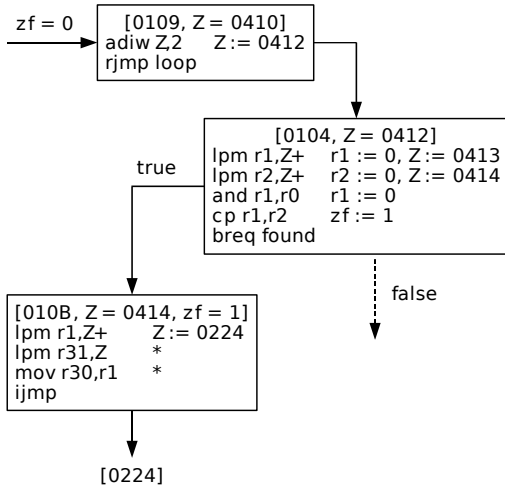 zf = 0
[0109, Z = 0410]
adiw Z,2 Z := 0412
rjmp loop
[0104, Z = 0412]
lpm r1,Z+ r1 := 0, Z := 0413
lpm r2,Z+ r2 := 0, Z := 0414
and r1,r0 r1 := 0
cp r1,r2 zf := 1
breq found
true
false
[010B, Z = 0414, zf = 1]
lpm r1,Z+ Z := 0224
lpm r31,Z *
mov r30,r1 *
ijmp
[0224]